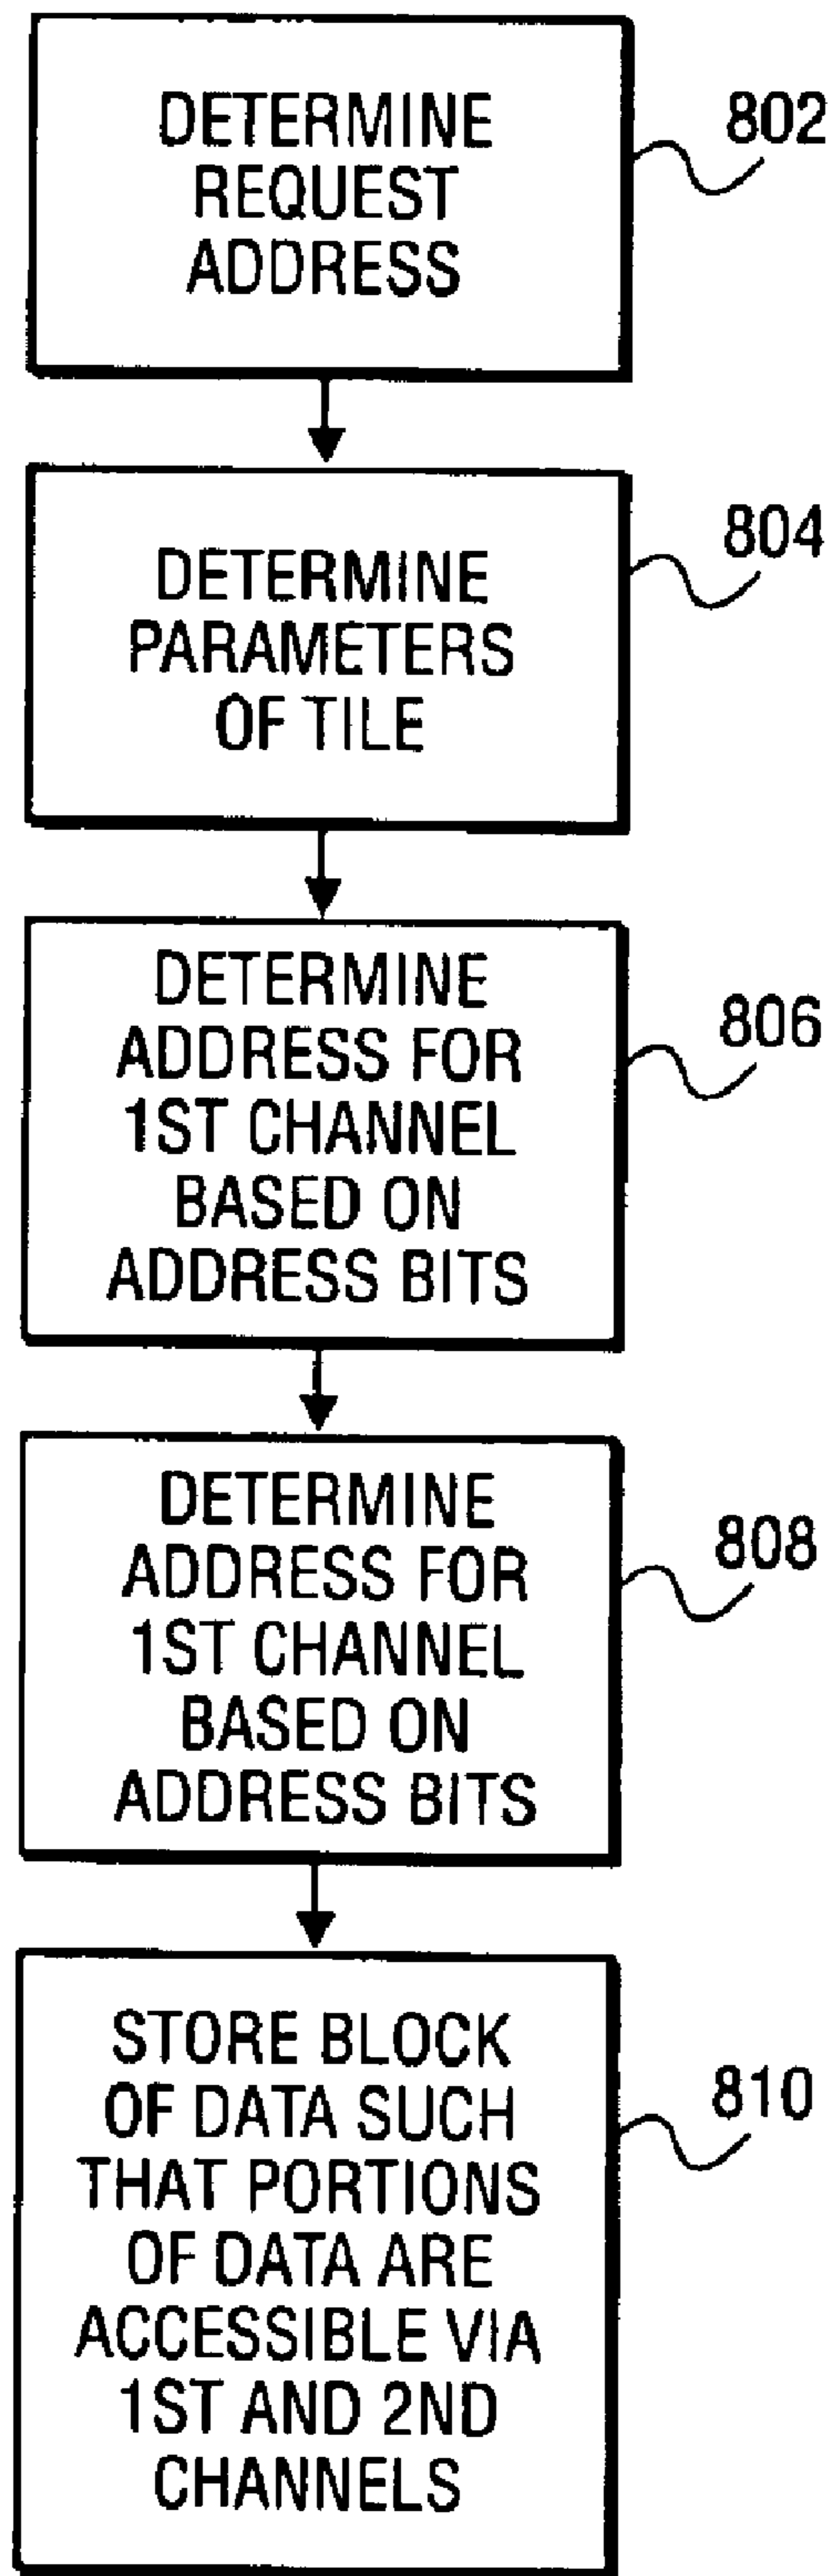 DETERMINE
REQUEST
ADDRESS
802
DETERMINE
PARAMETERS
OF TILE
804
DETERMINE
ADDRESS FOR
1ST CHANNEL
BASED ON
ADDRESS BITS
806
DETERMINE
ADDRESS FOR
1ST CHANNEL
BASED ON
ADDRESS BITS
808
STORE BLOCK
OF DATA SUCH
THAT PORTIONS
OF DATA ARE
ACCESSIBLE VIA
1ST AND 2ND
CHANNELS
810